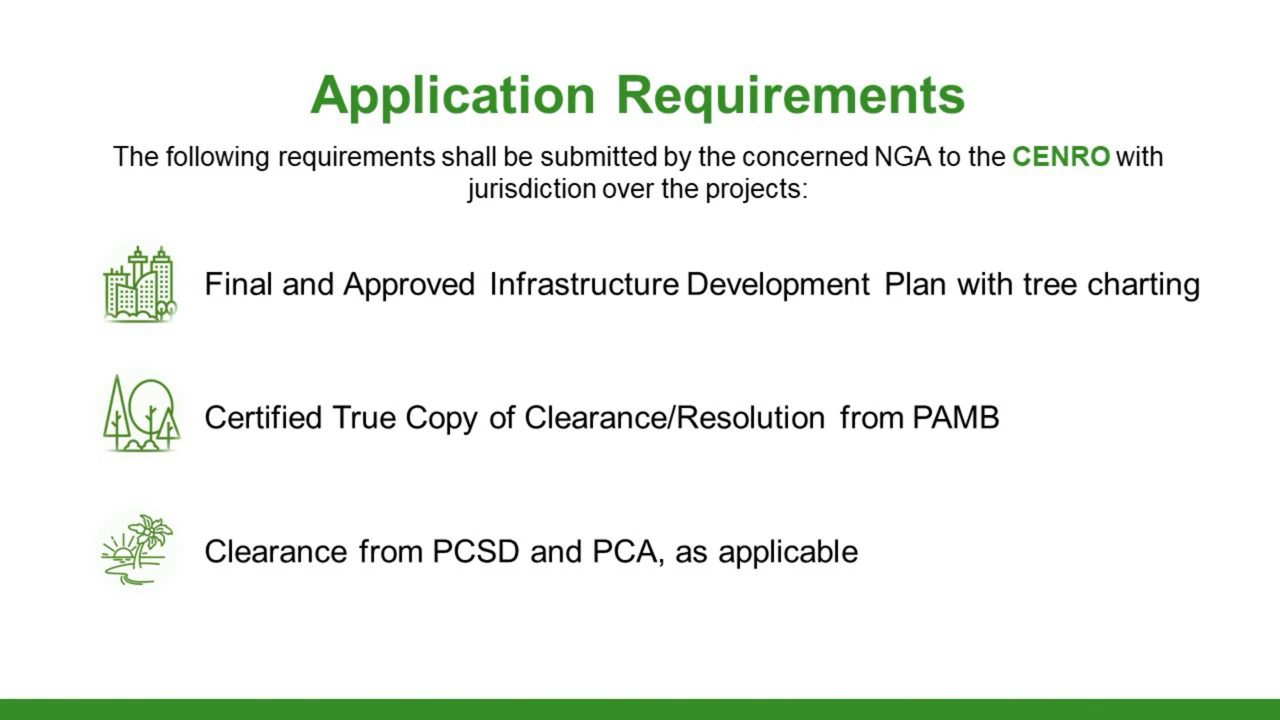 Application Requirements
The following requirements shall be submitted by the concerned NGA to the CENRO with
jurisdiction over the projects:
Final and Approved Infrastructure Development Plan with tree charting
Certified True Copy of Clearance/Resolution from PAMB
Clearance from PCSD and PCA, as applicable